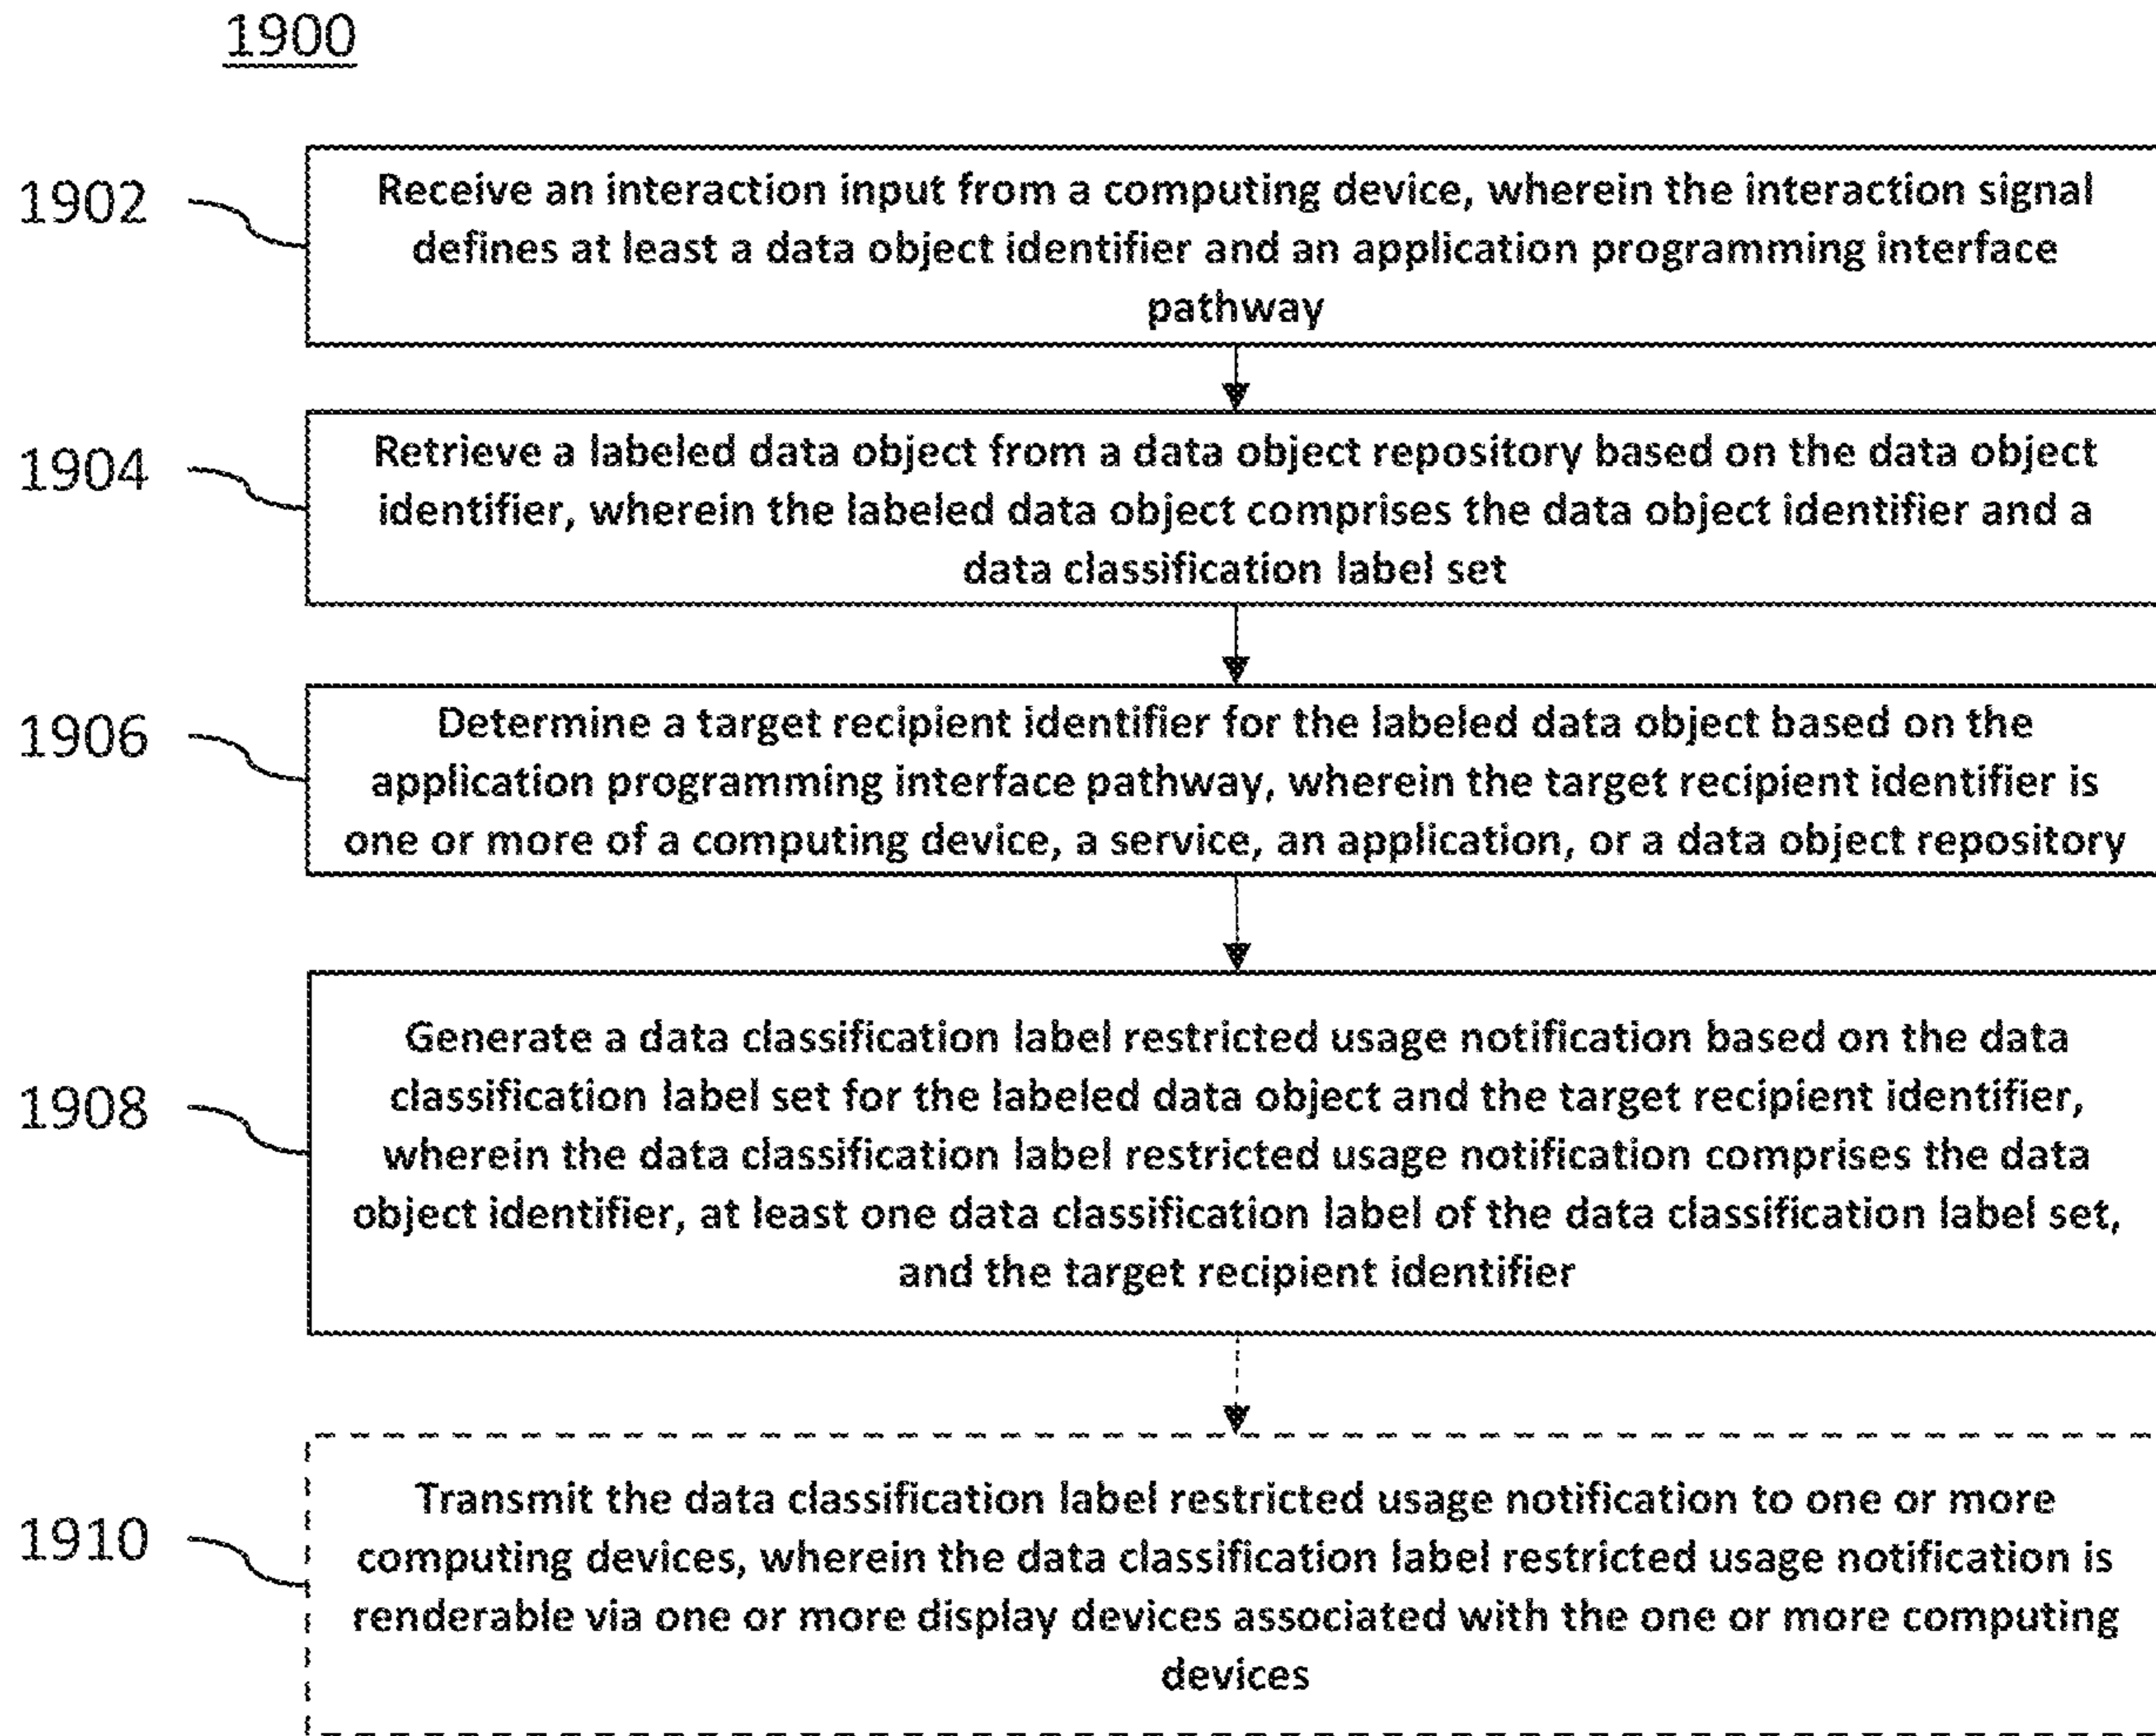 1900
1902
Receive an interaction input from a computing device, wherein the interaction signal
defines at least a data object identifier and an application programming interface
pathway
1904
Retrieve a labeled data object from a data object repository based on the data object
identifier, wherein the labeled data object comprises the data object identifier and a
data classification label set
1906
Determine a target recipient identifier for the labeled data object based on the
application programming interface pathway, wherein the target recipient identifier is
one or more of a computing device, a service, an application, or a data object repository
1908
Generate a data classification label restricted usage notification based on the data
classification label set for the labeled data object and the target recipient identifier,
wherein the data classification label restricted usage notification comprises the data
object identifier, at least one data classification label of the data classification label set,
and the target recipient identifier
1910
Transmit the data classification label restricted usage notification to one or more
computing devices, wherein the data classification label restricted usage notification is
renderable via one or more display devices associated with the one or more computing
devices